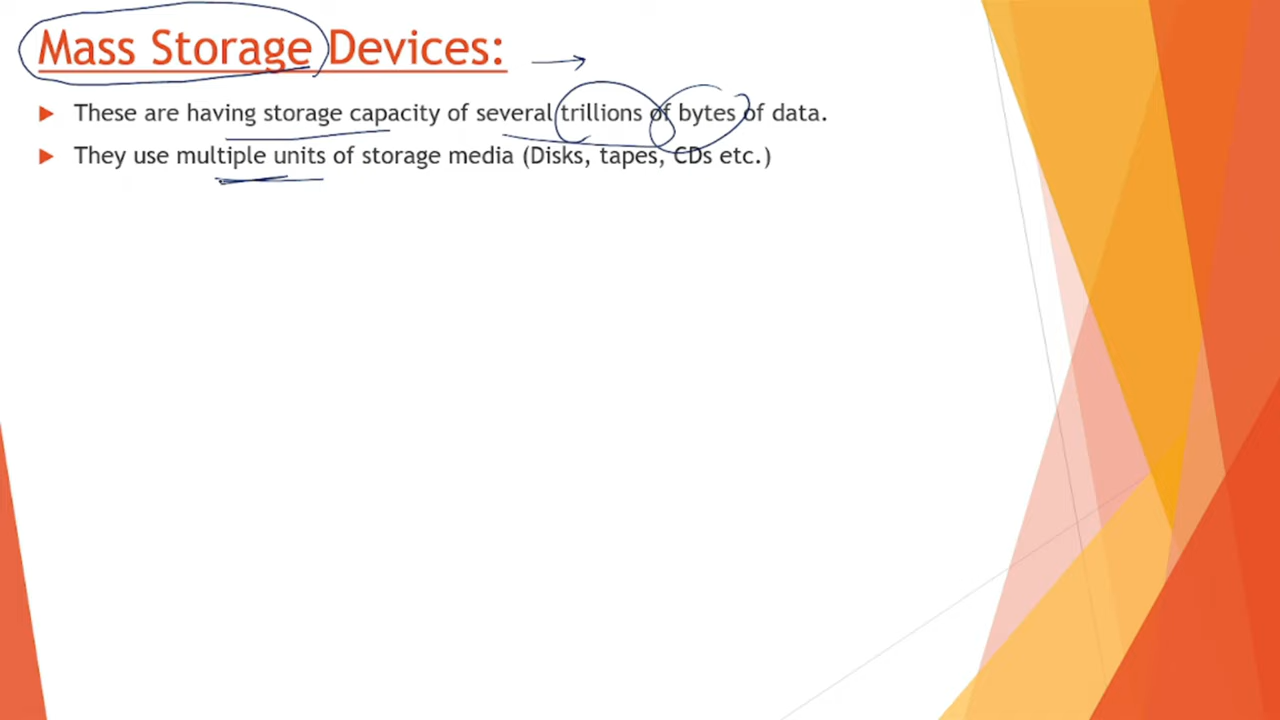 Mass Storage Devices:
These are having storage capacity of several trillions of bytes of data.
They use multiple units of storage media (Disks, tapes, CDs etc.)